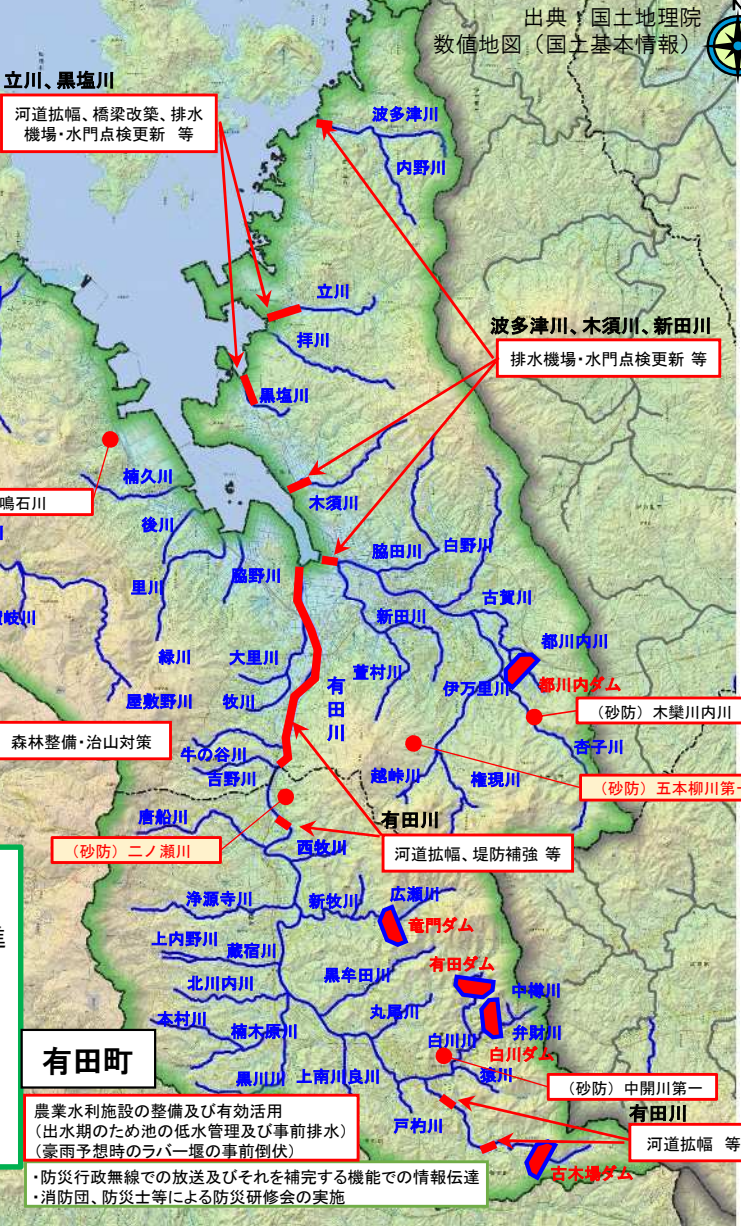 出典：国土地理院
数値地図（国土基本情報）
N
立川、黒塩川
河道拡幅、橋梁改築、排水
機場・水門点検更新　等
波多津川
内野川
立川
拝川
黒塩川
波多津川、木須川、新田川
排水機場・水門点検更新 等
楠久川
鳴石川
木須川
後川
脇田川
白野川
脇野川
里川
新田川
古賀川
岐川
緑川
大里川
萱村川
有田川
都川内川
都川内ダム
伊万里川
屋敷野川
牧川
（砂防）木欒川内川
森林整備・治山対策
牛の谷川
吉野川
杏子川
越峠川
権現川
（砂防）五本柳川第一
唐船川
（砂防）二ノ瀬川
西牧川
有田川
河道拡幅、堤防補強 等
浄源寺川
新牧川
広瀬川
竜門ダム
上内野川
蔵宿川
有田ダム
黒牟田川
北川内川
中樽川
丸尾川
本村川
楠木原川
白川川
弁財川
白川ダム
有田町
黒川川
上南川良川
猿川
（砂防）中開川第一
農業水利施設の整備及び有効活用
（出水期のため池の低水管理及び事前排水）
（豪雨予想時のラバー堰の事前倒伏）
戸杓川
有田川
河道拡幅 等
古木場ダム
・防災行政無線での放送及びそれを補完する機能での情報伝達
・消防団、防災士等による防災研修会の実施